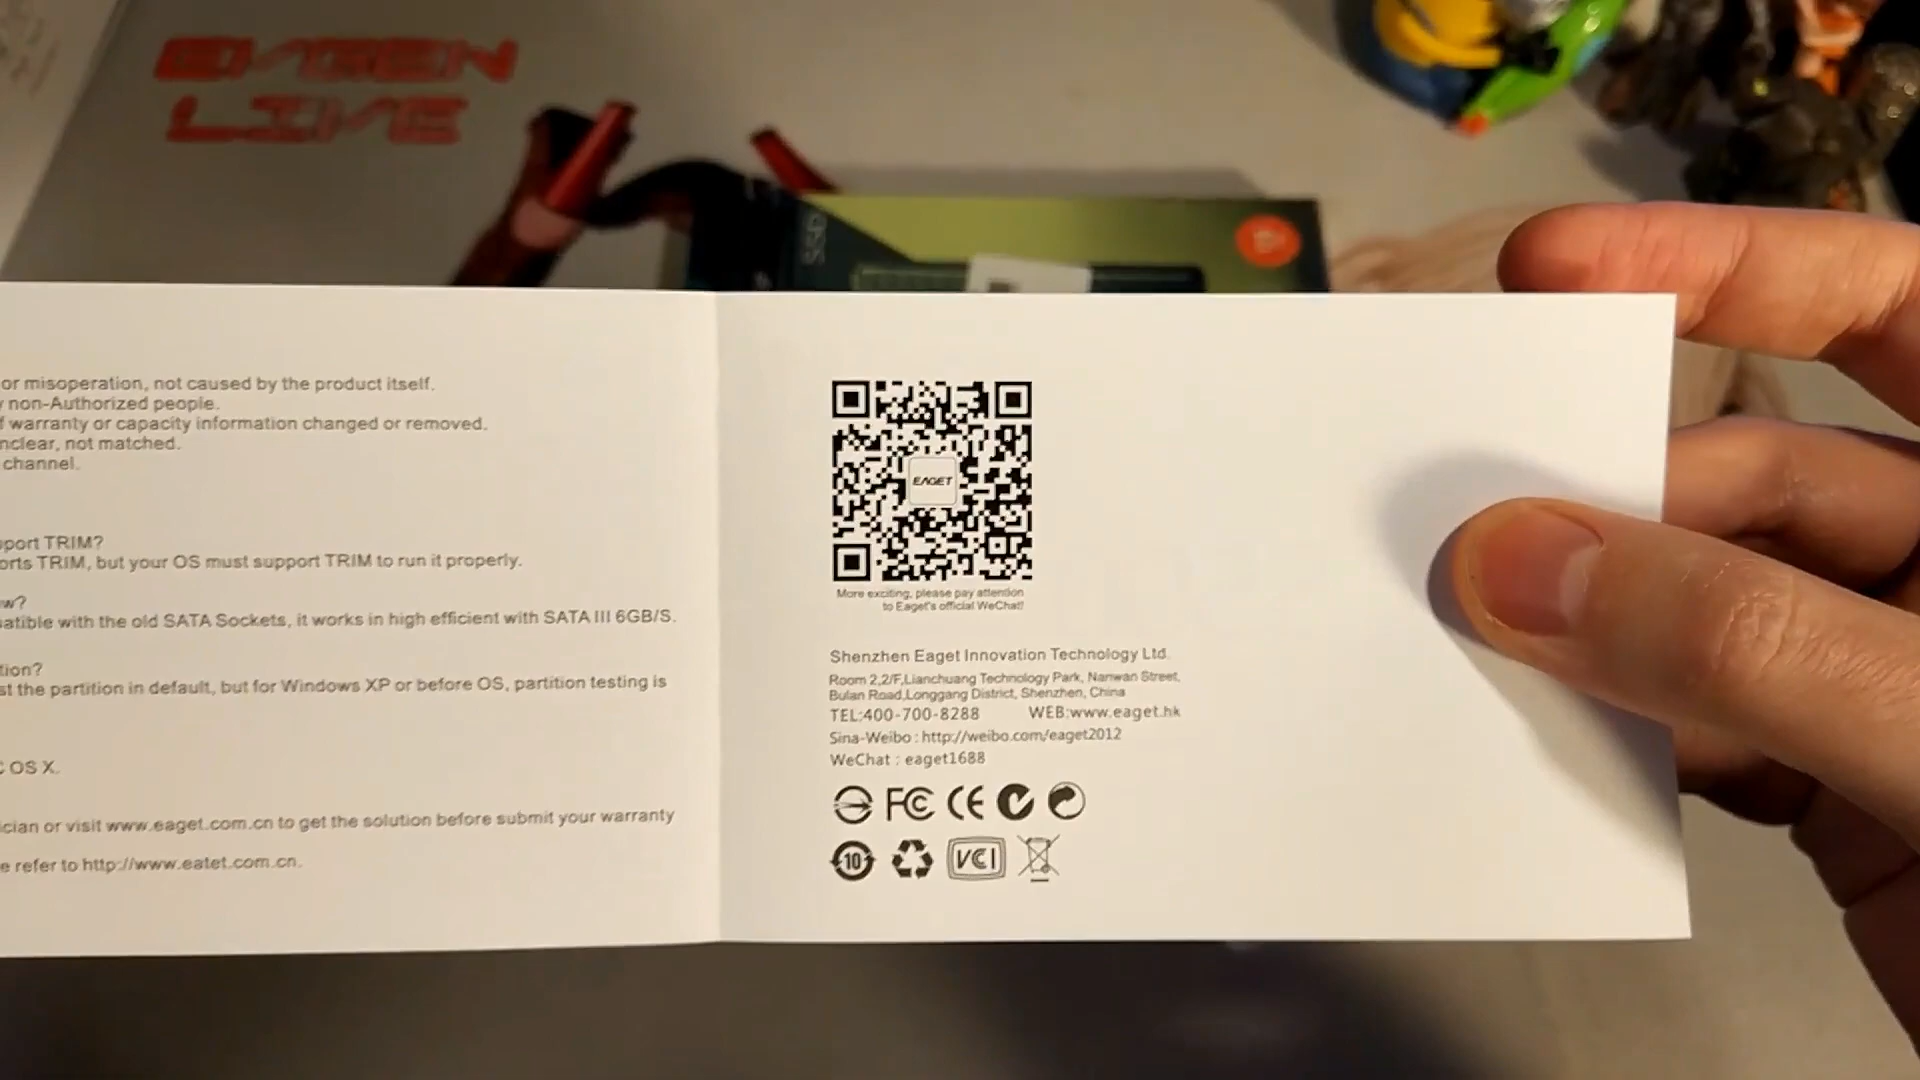 OXYGEN
LIVE
SSD
or misoperation, not caused by the product itself.
non-Authorized people.
warranty or capacity information changed or removed.
not matched.
channel.
TRIM?
TRIM, but your OS must support TRIM to run it properly.
with the old SATA Sockets, it works in high efficient with SATA III 6GB/S.
the partition in default, but for Windows XP or before OS, partition testing is
OS X.
or visit www.eaget.com.cn to get the solution before submit your warranty
refer to http://www.eatet.com.cn.
EAGET
More exciting, please pay attention
to Eaget's official WeChat!
Shenzhen Eaget Innovation Technology Ltd.
Room 2,2/F,Lianchuang Technology Park, Nanwan Street,
Bulan Road,Longgang District, Shenzhen, China
TEL:400-700-8288 WEB:www.eaget.hk
Sina-Weibo : http://weibo.com/eaget2012
WeChat : eaget1688
FC CE
10 VCI